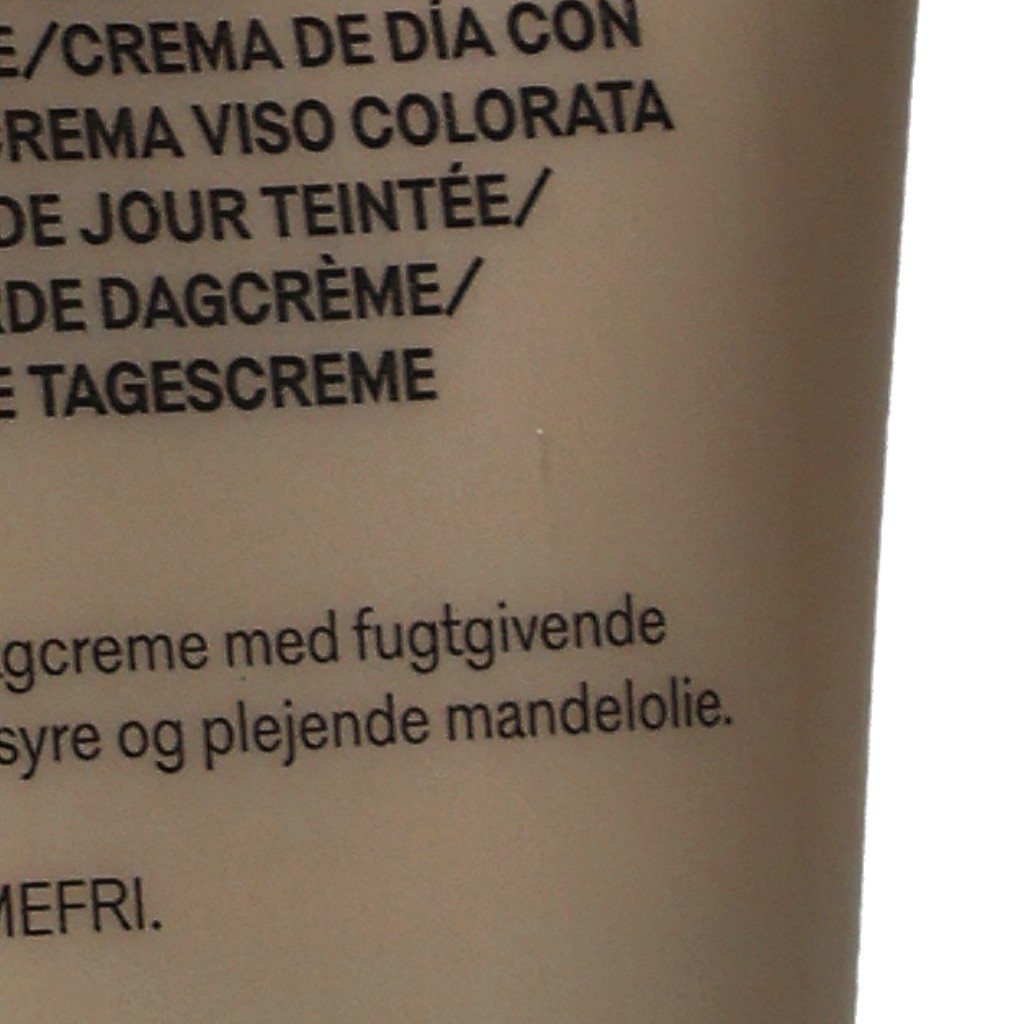 E/CREMA DE DÍA CON
CREMA VISO COLORATA
DE JOUR TEINTÉE/
RDE DAGCRÈME/
E TAGESCREME
agcreme med fugtgivende
syre og plejende mandelolie.
MEFRI.